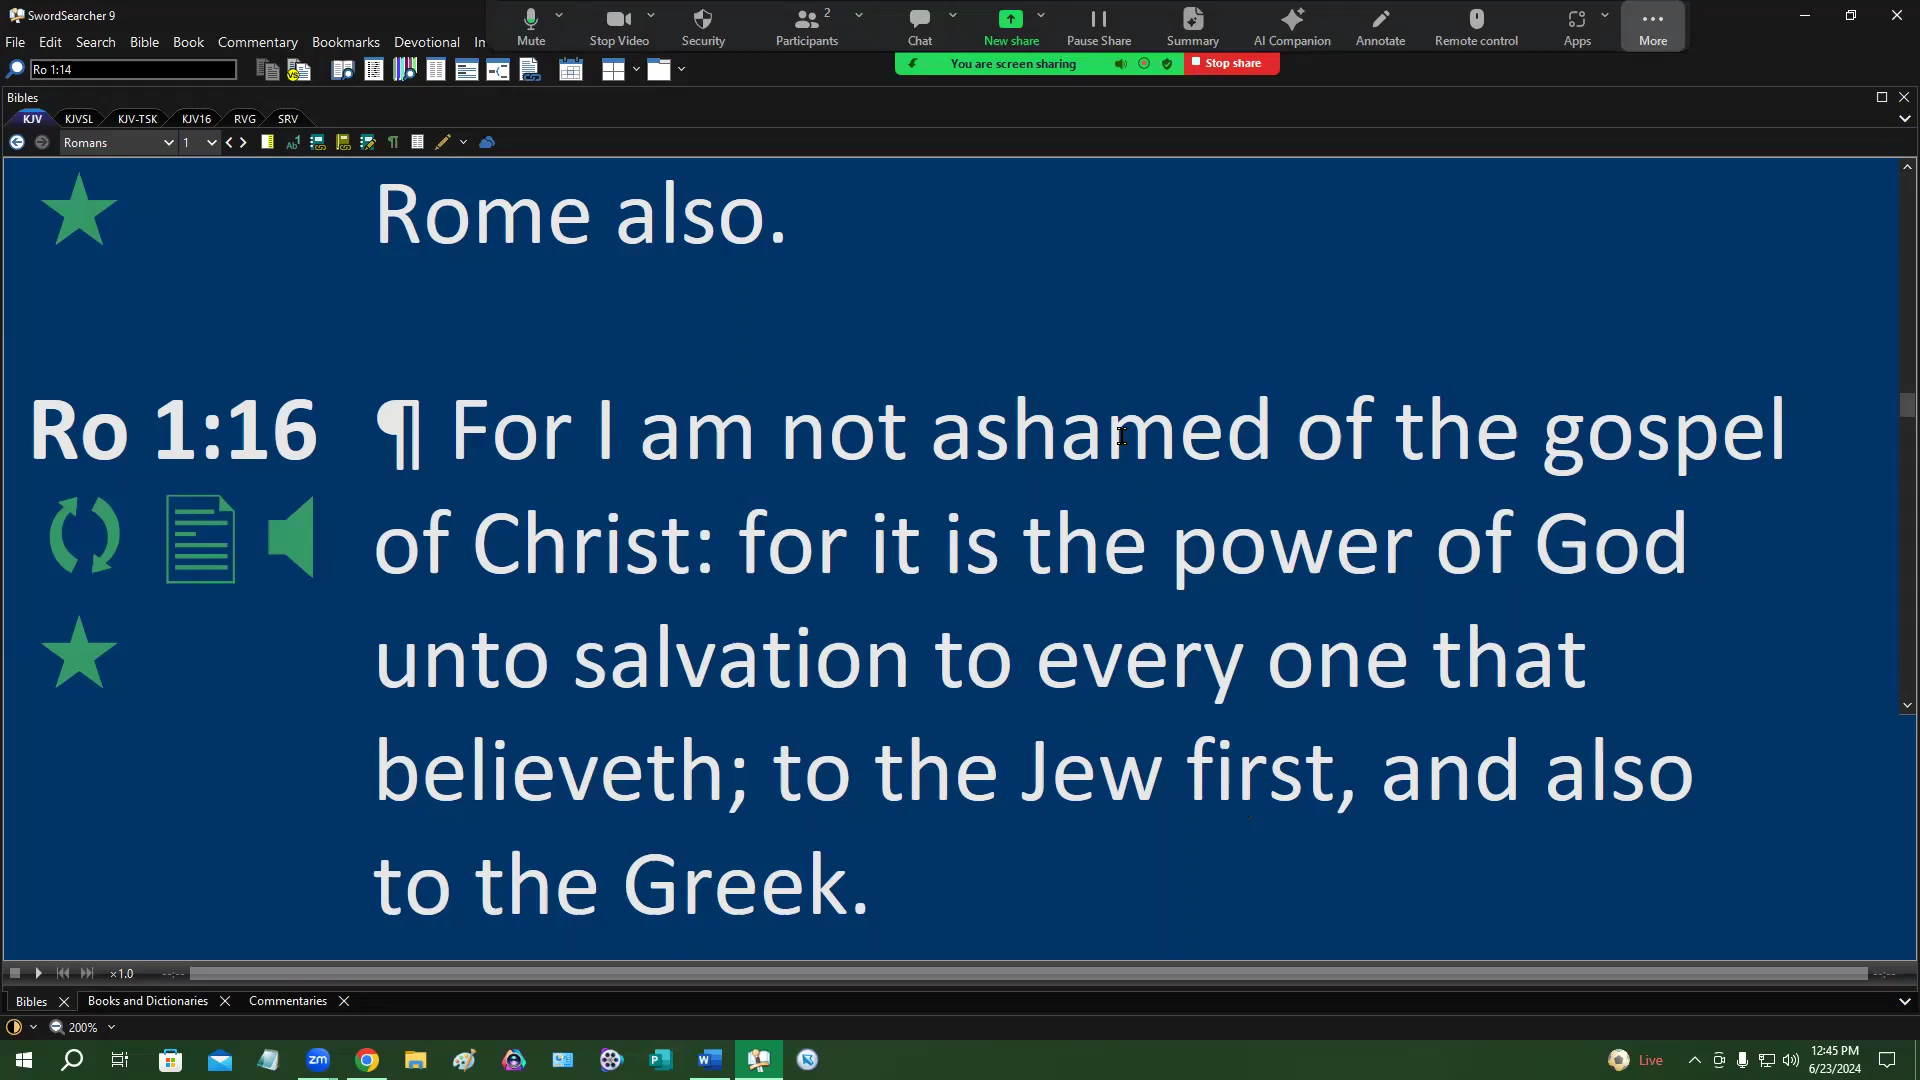 SwordSearcher 9
Mute
Stop Video
Security
2
Participants
Chat
New share
Pause Share
Summary
AI Companion
Annotate
Remote control
Apps
More
File Edit Search Bible Book Commentary Bookmarks Devotional
You are screen sharing
Stop share
Ro 1:14
Bibles
KJV KJVSL KJV-TSK KJV16 RVG SRV
Romans 1
Rome also.
Ro 1:16 ¶ For I am not ashamed of the gospel
of Christ: for it is the power of God
unto salvation to every one that
believeth; to the Jew first, and also
to the Greek.
×1.0 --:-- --:--
Bibles Books and Dictionaries Commentaries
200%
zm
Live
12:45 PM
6/23/2024